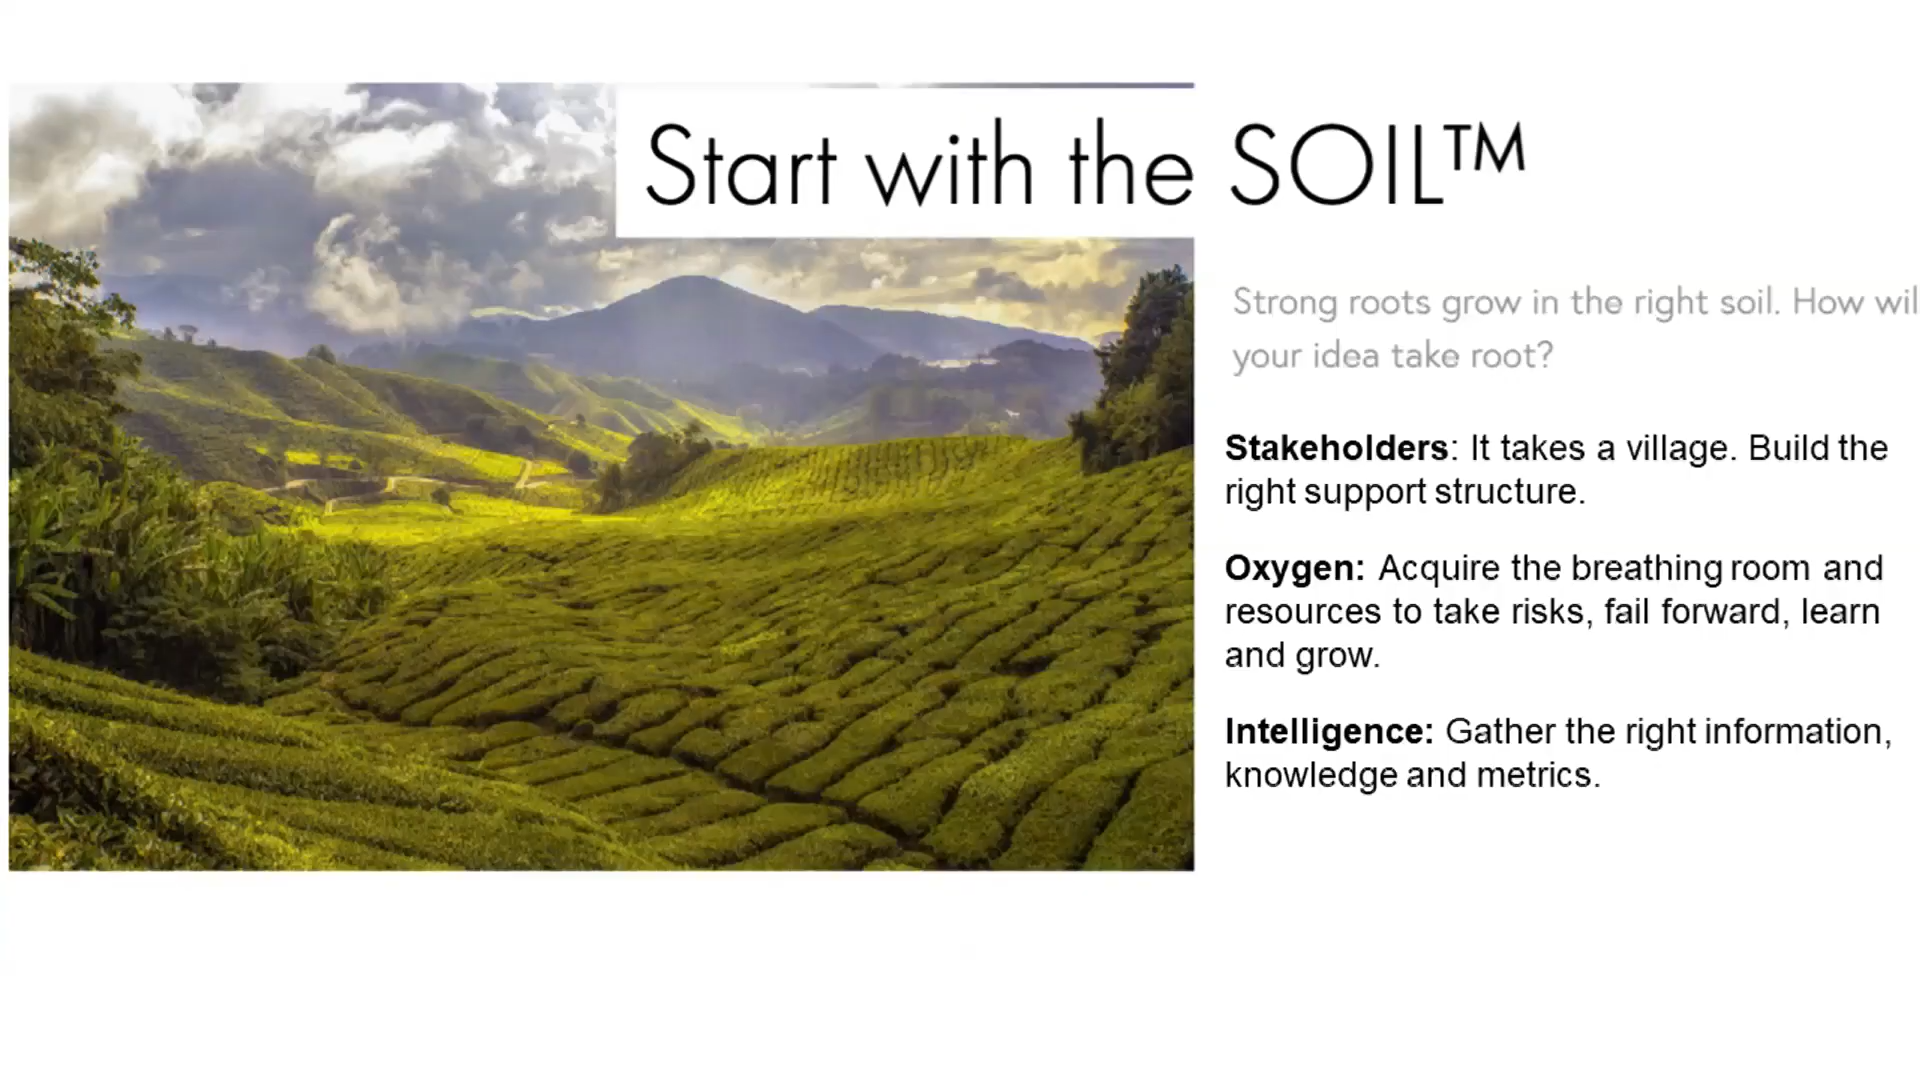 Start with the SOIL™
Strong roots grow in the right soil. How wil
your idea take root?
Stakeholders: It takes a village. Build the
right support structure.
Oxygen: Acquire the breathing room and
resources to take risks, fail forward, learn
and grow.
Intelligence: Gather the right information,
knowledge and metrics.